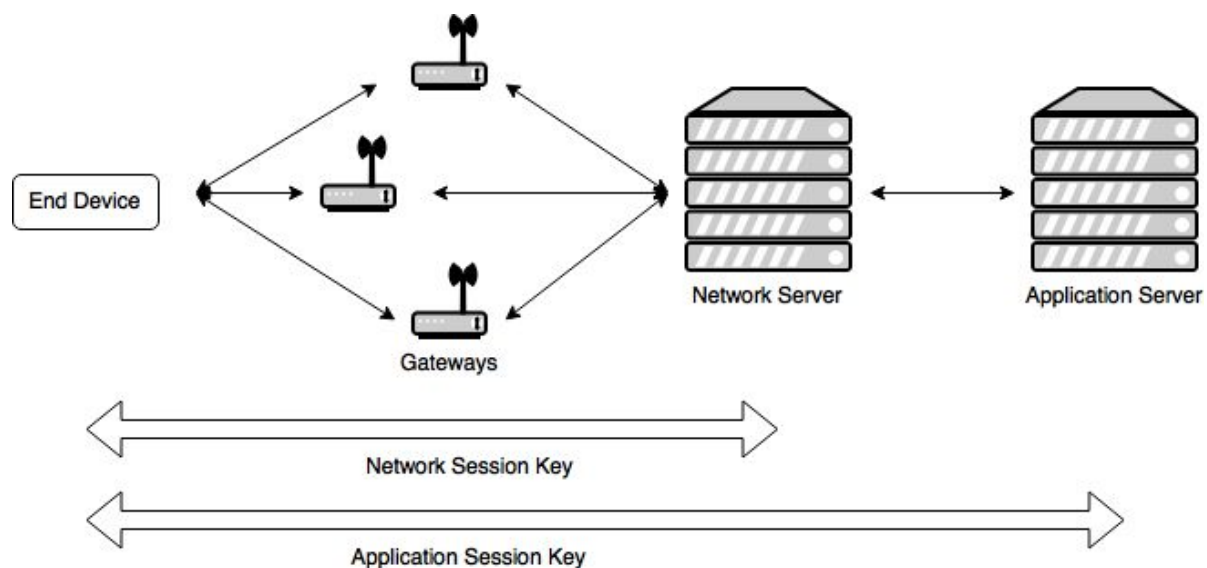 End Device
Network Server
Application Server
Gateways
Network Session Key
Application Session Key